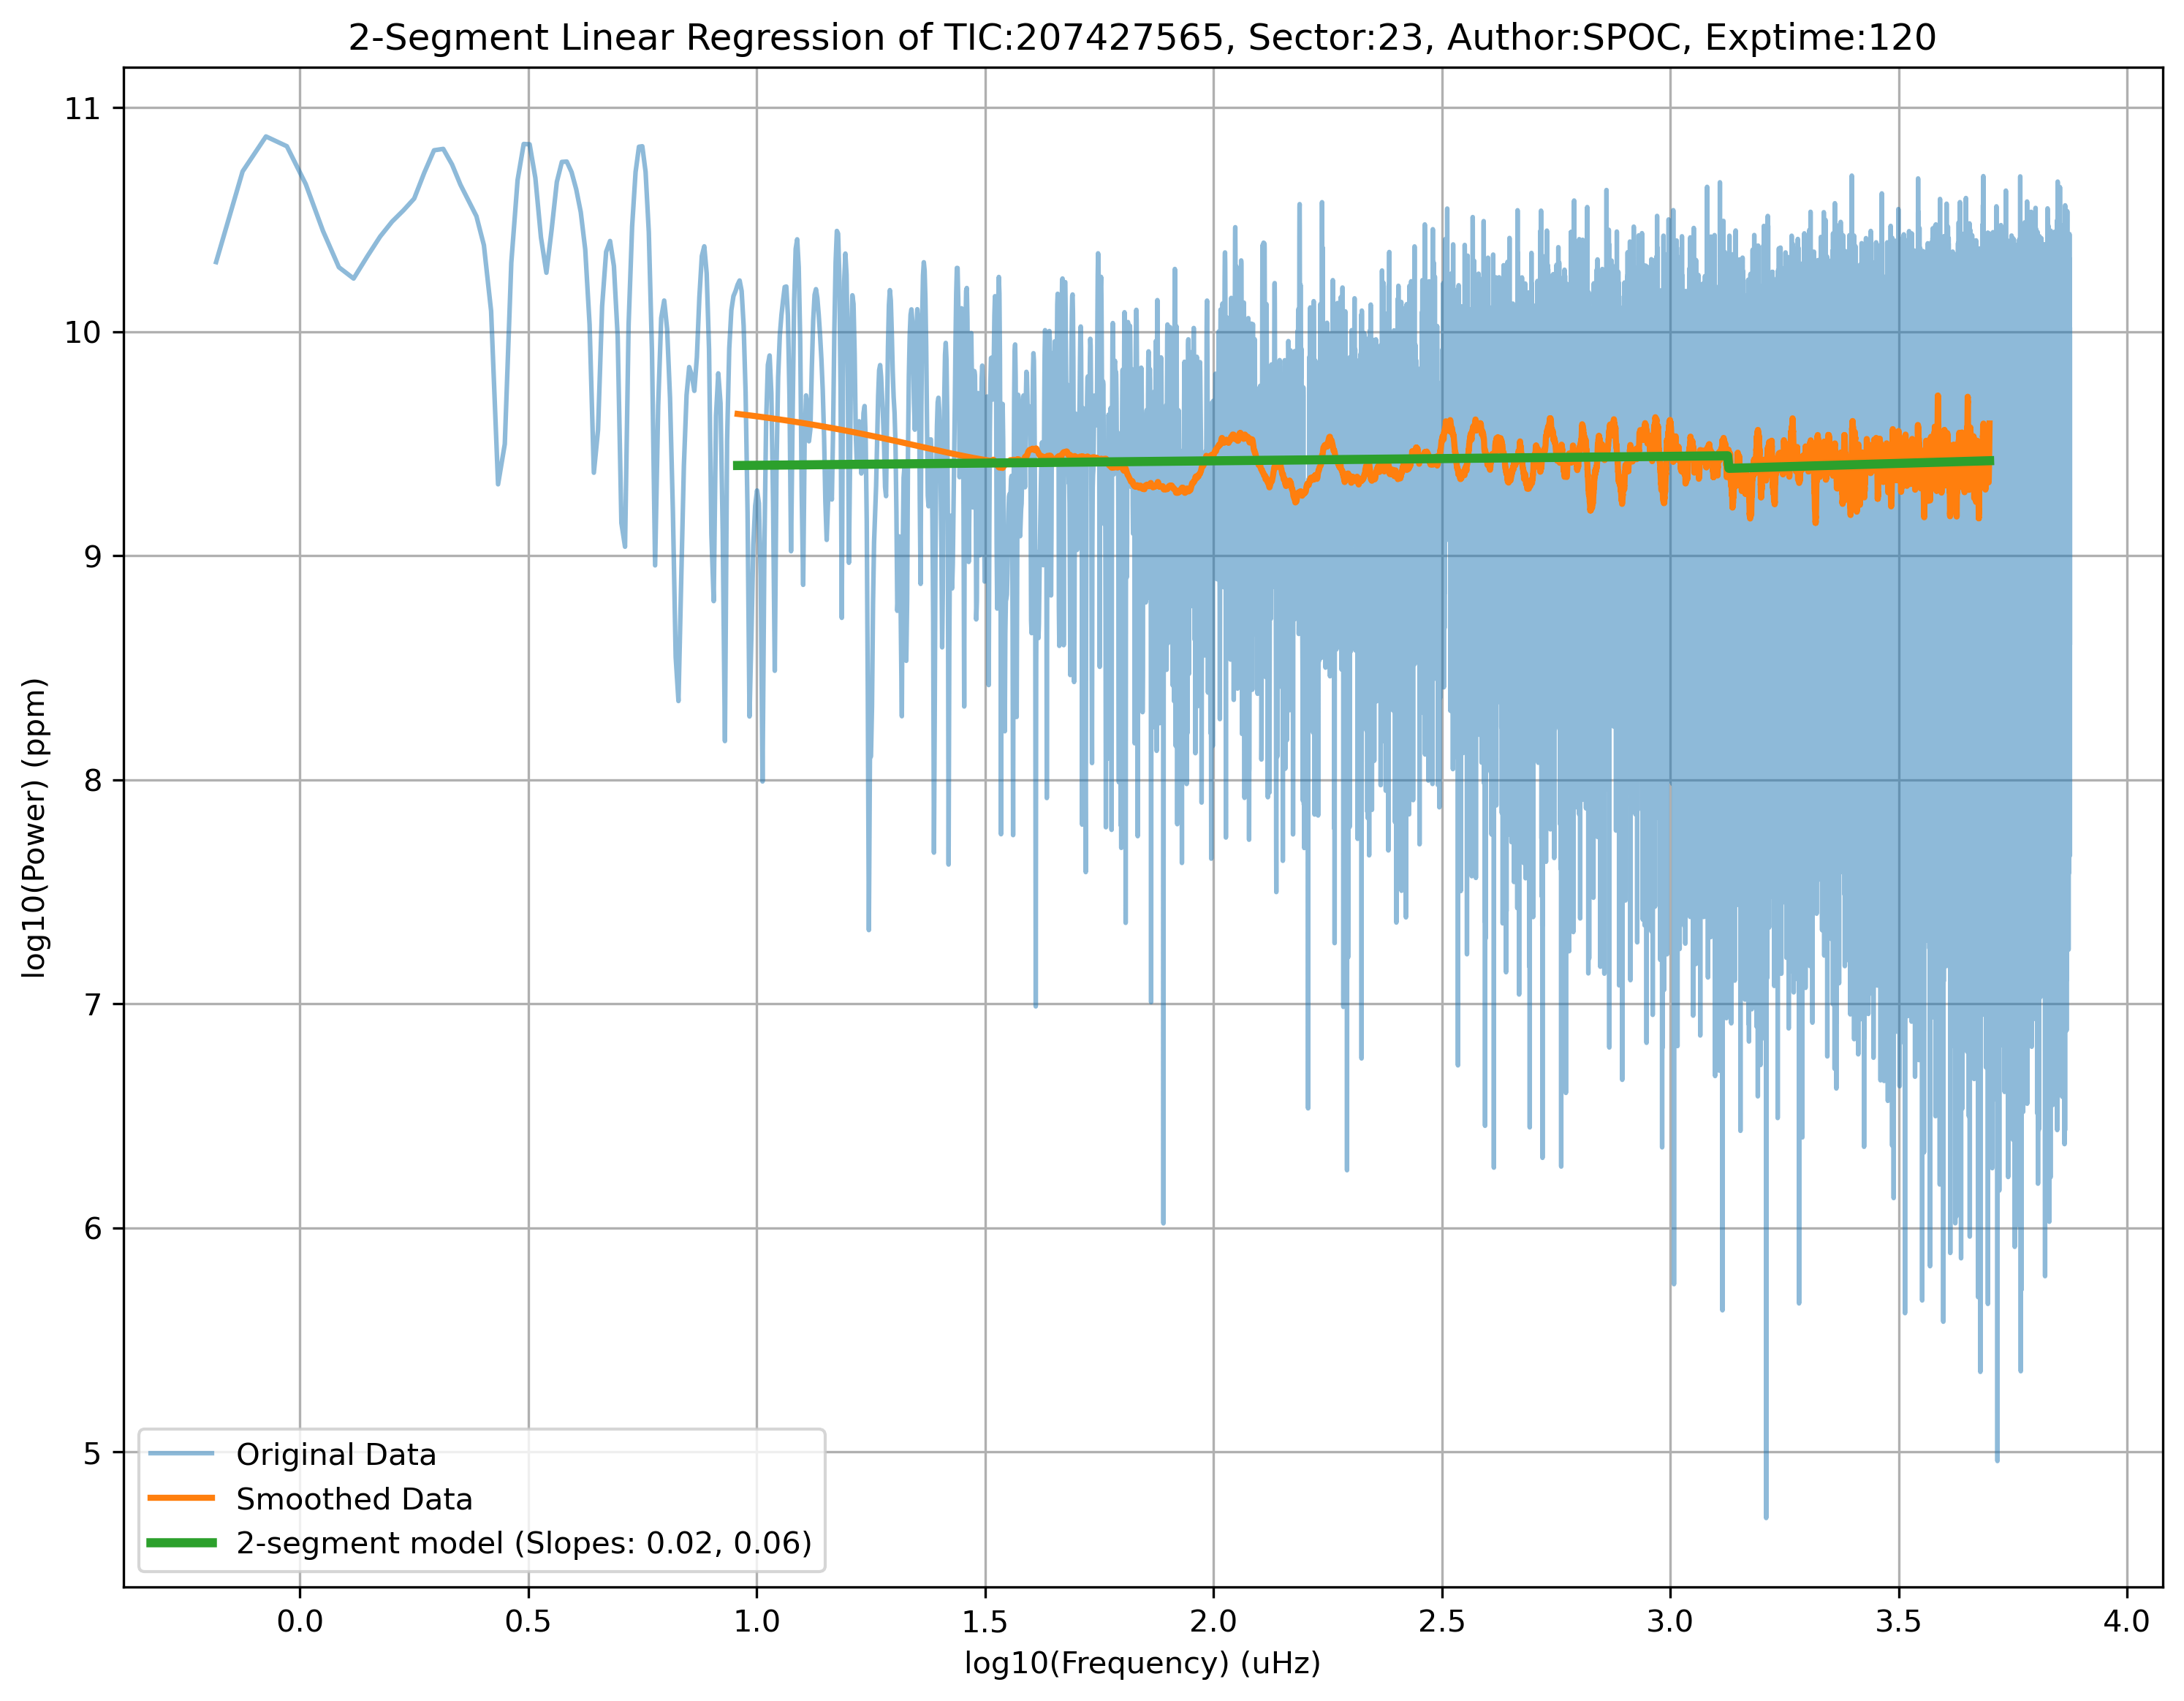 2-Segment Linear Regression of TIC:207427565, Sector:23, Author:SPOC, Exptime:120
11
10
9
8
7
6
5
log10(Power) (ppm)
Original Data
Smoothed Data
2-segment model (Slopes: 0.02, 0.06)
0.0 0.5 1.0 1.5 2.0 2.5 3.0 3.5 4.0
log10(Frequency) (uHz)